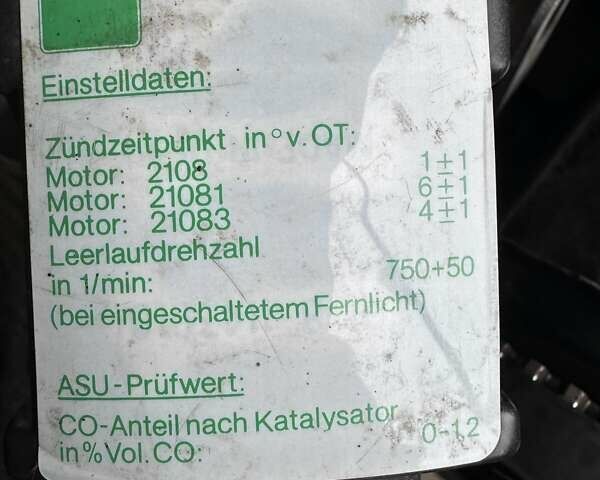 Einstelldaten:
Zündzeitpunkt in ° v. OT:
Motor: 2108 1±1
Motor: 21081 6±1
Motor: 21083 4±1
Leerlaufdrehzahl
in 1/min: 750+50
(bei eingeschaltetem Fernlicht)
ASU-Prüfwert:
CO-Anteil nach Katalysator
in % Vol. CO: 0-1.2